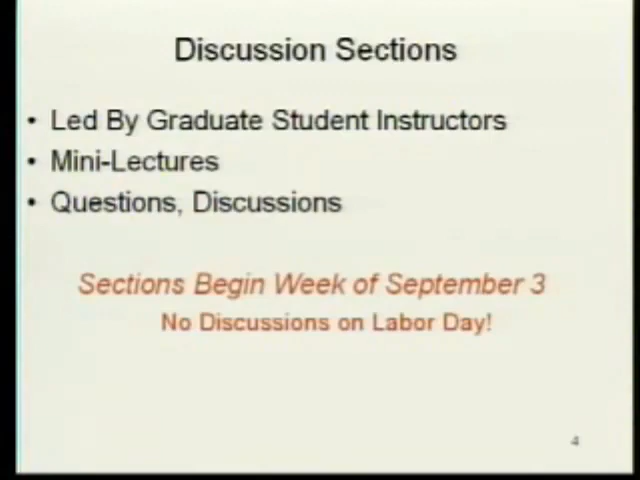 Discussion Sections
• Led By Graduate Student Instructors
• Mini-Lectures
• Questions, Discussions
Sections Begin Week of September 3
No Discussions on Labor Day!
4